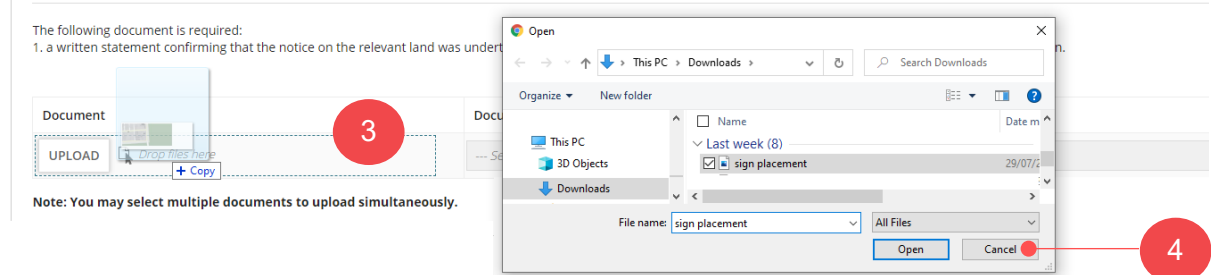 The following document is required:
1. a written statement confirming that the notice on the relevant land was undert
n.
Document
Docu
3
UPLOAD
Drop files here
+ Copy
--- Se
Note: You may select multiple documents to upload simultaneously.
Open
This PC > Downloads >
Search Downloads
Organize
New folder
?
Name
Date m
This PC
Last week (8)
3D Objects
sign placement
29/07/2
Downloads
File name: sign placement
All Files
Open
Cancel
4